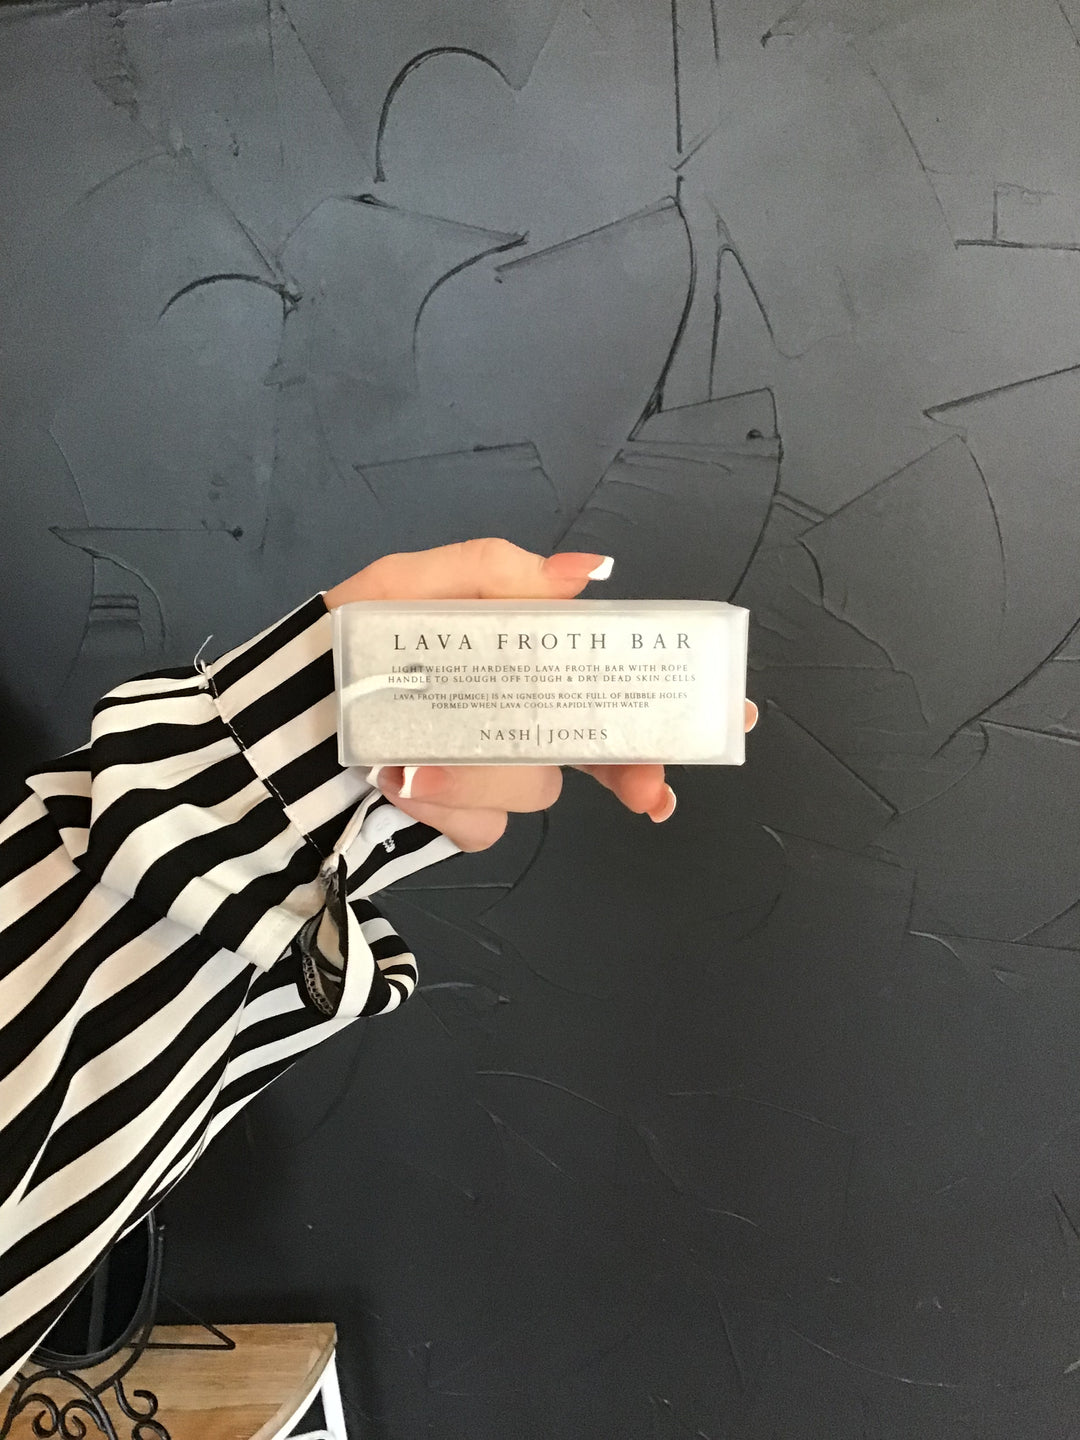 LAVA FROTH BAR
LIGHTWEIGHT HARDENED LAVA FROTH BAR WITH ROPE
HANDLE TO SLOUGH OFF TOUGH & DRY DEAD SKIN CELLS
LAVA FROTH [PUMICE] IS AN IGNEOUS ROCK FULL OF BUBBLE HOLES
FORMED WHEN LAVA COOLS RAPIDLY WITH WATER
NASH | JONES